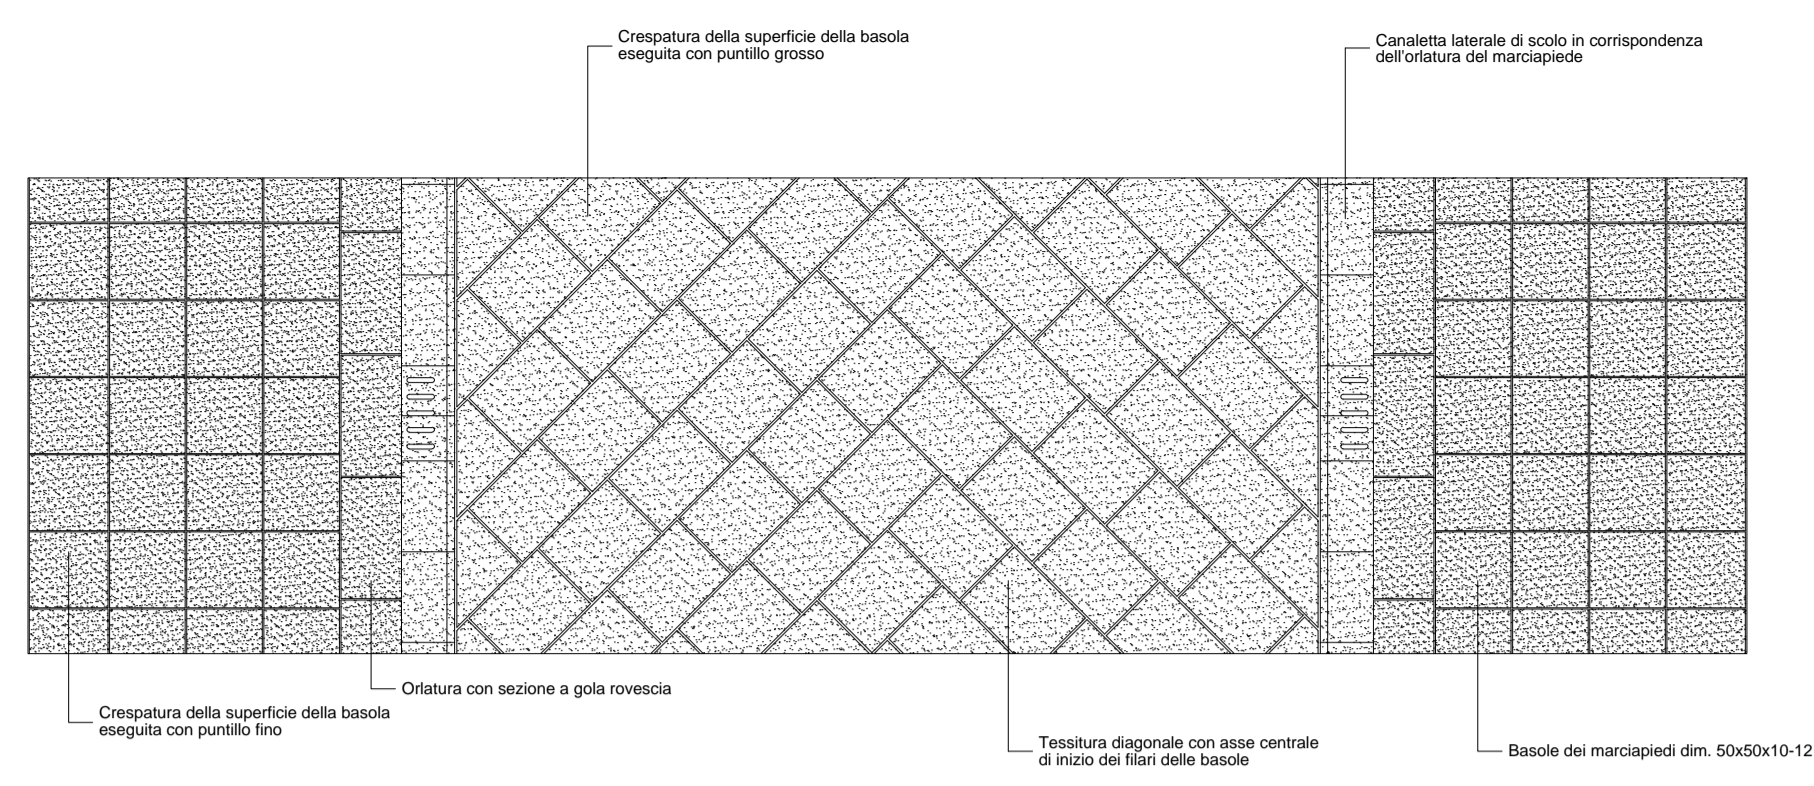 Crespatura della superficie della basola
eseguita con puntillo grosso
Canaletta laterale di scolo in corrispondenza
dell'orlatura del marciapiede
Orlatura con sezione a gola rovescia
Crespatura della superficie della basola
eseguita con puntillo fino
Tessitura diagonale con asse centrale
di inizio dei filari delle basole
Basole dei marciapiedi dim. 50x50x10-12